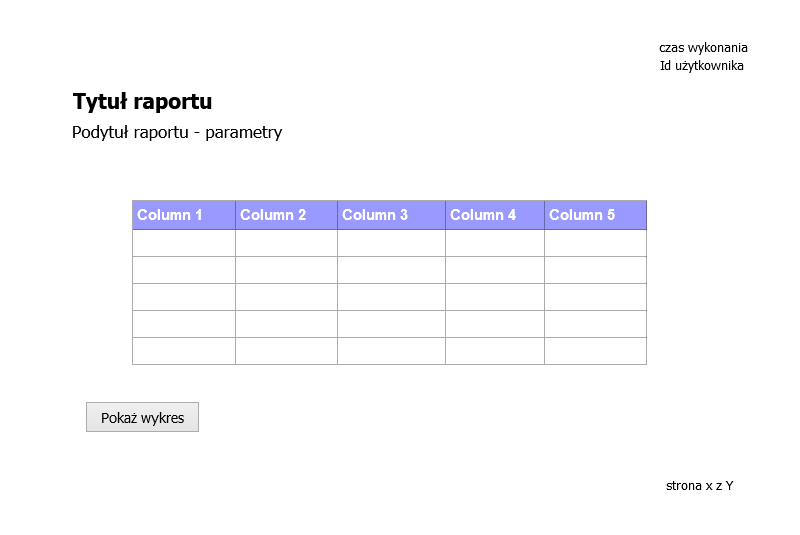 czas wykonania
Id użytkownika
Tytuł raportu
Podytuł raportu - parametry
Column 1 Column 2 Column 3 Column 4 Column 5
Pokaż wykres
strona x z Y